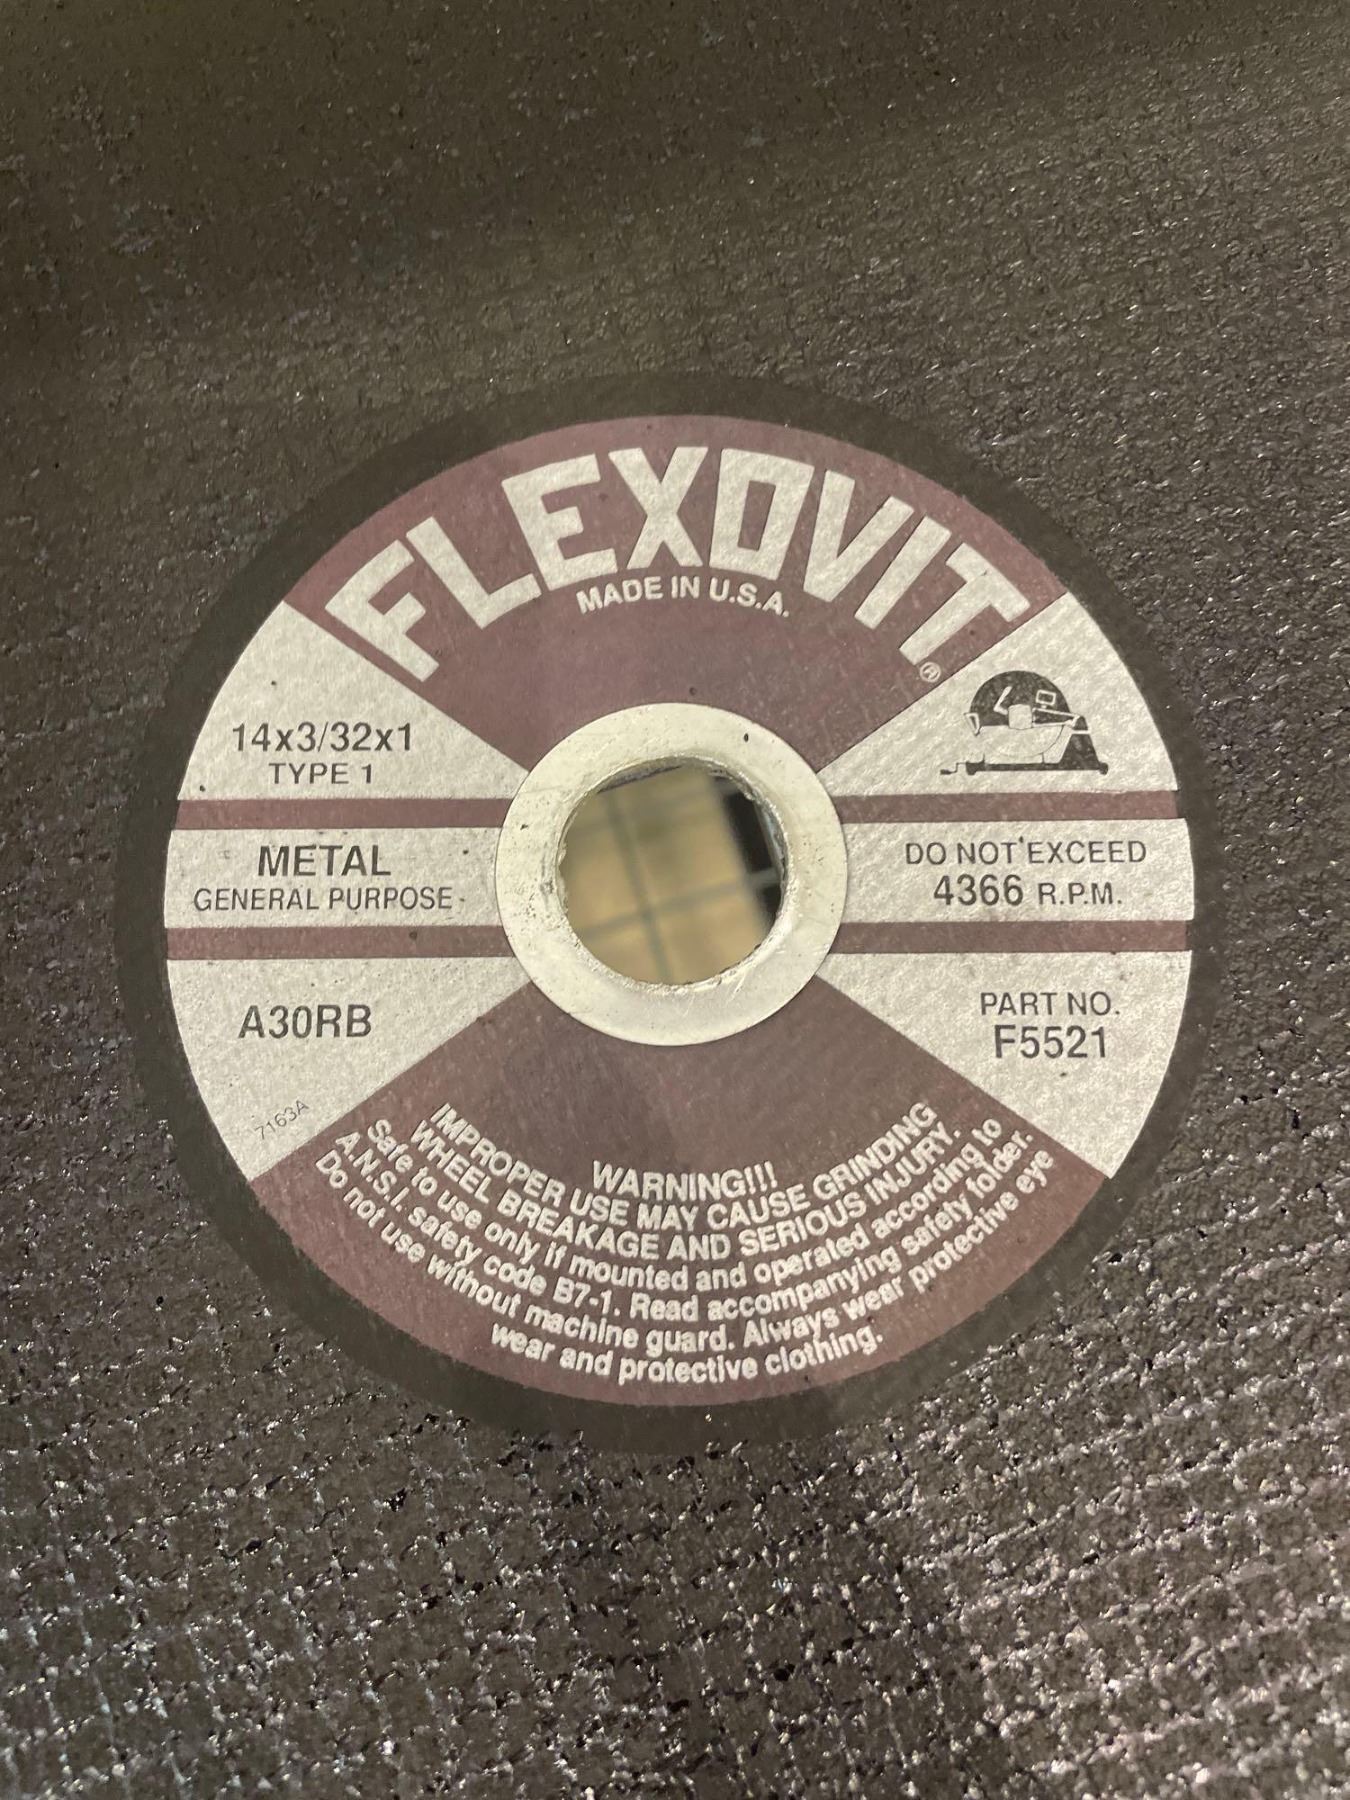 FLEXOVIT®
MADE IN U.S.A.
14x3/32x1
TYPE 1
METAL
GENERAL PURPOSE
A30RB
7163A
DO NOT EXCEED
4366 R.P.M.
PART NO.
F5521
WARNING!!!
IMPROPER USE MAY CAUSE GRINDING
WHEEL BREAKAGE AND SERIOUS INJURY.
Safe to use only if mounted and operated according to
A.N.S.I. safety code B7-1. Read accompanying safety folder.
Do not use without machine guard. Always wear protective eye
wear and protective clothing.